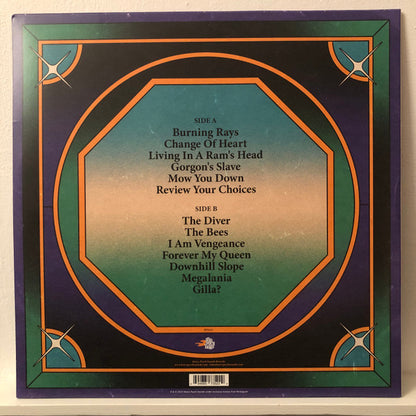 SIDE A
Burning Rays
Change Of Heart
Living In A Ram's Head
Gorgon's Slave
Mow You Down
Review Your Choices
SIDE B
The Diver
The Bees
I Am Vengeance
Forever My Queen
Downhill Slope
Megalania
Gilla?